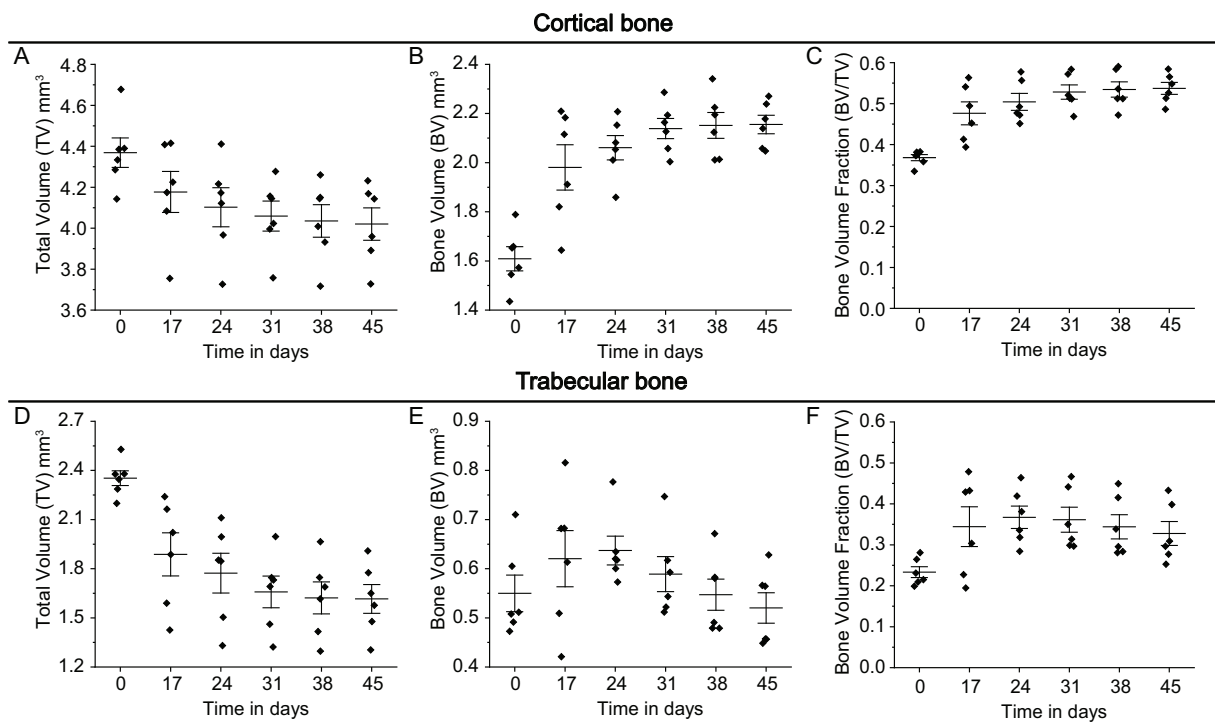 Cortical bone
A
Total Volume (TV) mm³
4.8
4.6
4.4
4.2
4.0
3.8
3.6
0 17 24 31 38 45
Time in days
B
Bone Volume (BV) mm³
2.4
2.2
2.0
1.8
1.6
1.4
0 17 24 31 38 45
Time in days
C
Bone Volume Fraction (BV/TV)
0.6
0.5
0.4
0.3
0.2
0.1
0.0
0 17 24 31 38 45
Time in days
Trabecular bone
D
Total Volume (TV) mm³
2.7
2.4
2.1
1.8
1.5
1.2
0 17 24 31 38 45
Time in days
E
Bone Volume (BV) mm³
0.9
0.8
0.7
0.6
0.5
0.4
0 17 24 31 38 45
Time in days
F
Bone Volume Fraction (BV/TV)
0.6
0.5
0.4
0.3
0.2
0.1
0.0
0 17 24 31 38 45
Time in days